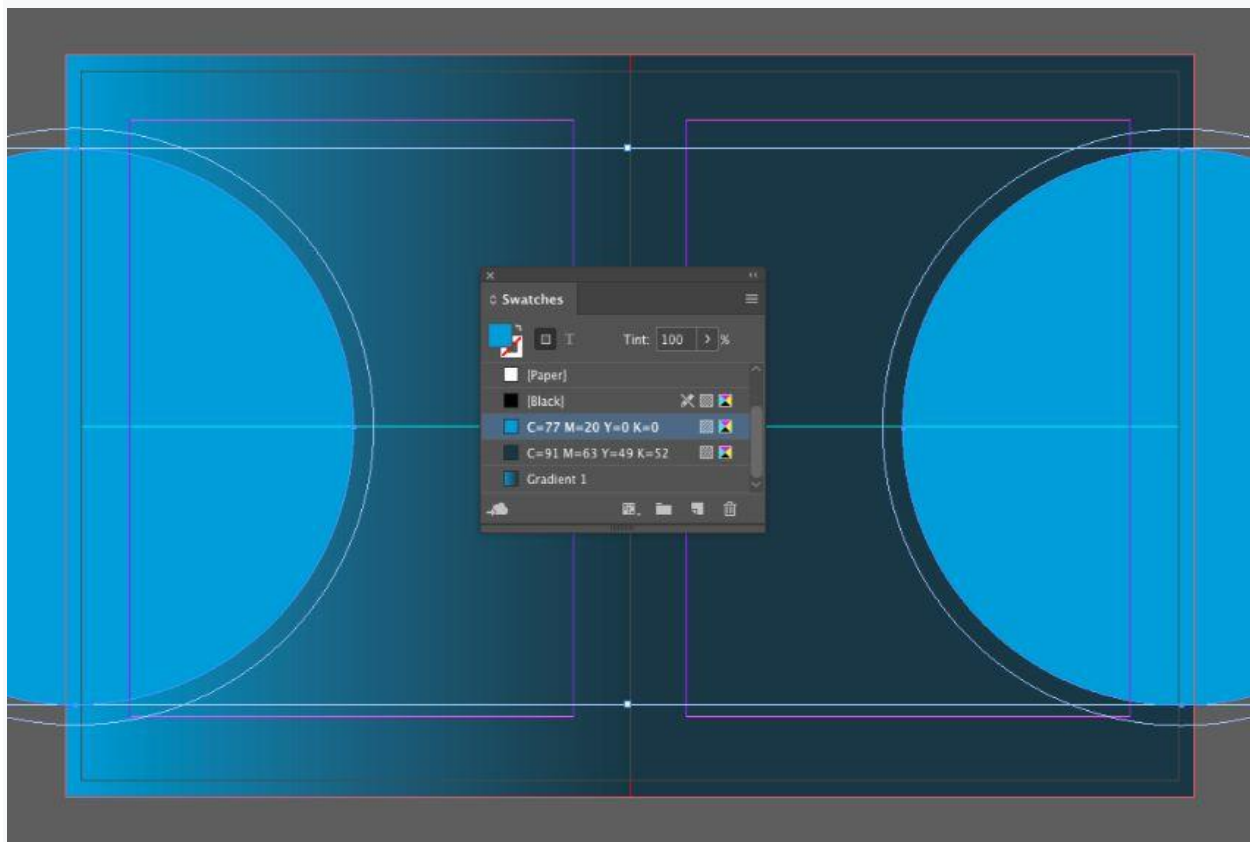 Swatches
T Tint: 100 %
[Paper]
[Black]
C=77 M=20 Y=0 K=0
C=91 M=63 Y=49 K=52
Gradient 1